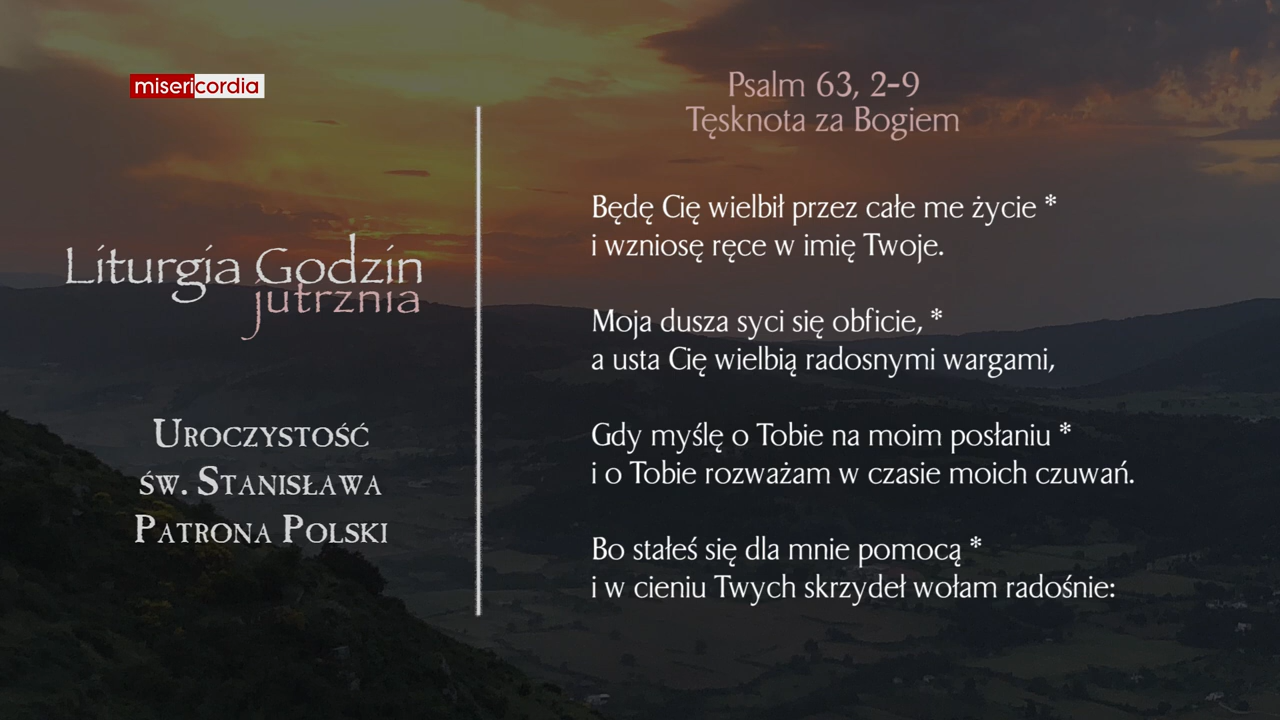 misericordia
Liturgia Godzin
jutrznia
Uroczystość
św. Stanisława
Patrona Polski
Psalm 63, 2-9
Tęsknota za Bogiem
Będę Cię wielbił przez całe me życie *
i wzniosę ręce w imię Twoje.
Moja dusza syci się obficie, *
a usta Cię wielbią radosnymi wargami,
Gdy myślę o Tobie na moim posłaniu *
i o Tobie rozważam w czasie moich czuwań.
Bo stałeś się dla mnie pomocą *
i w cieniu Twych skrzydeł wołam radośnie: